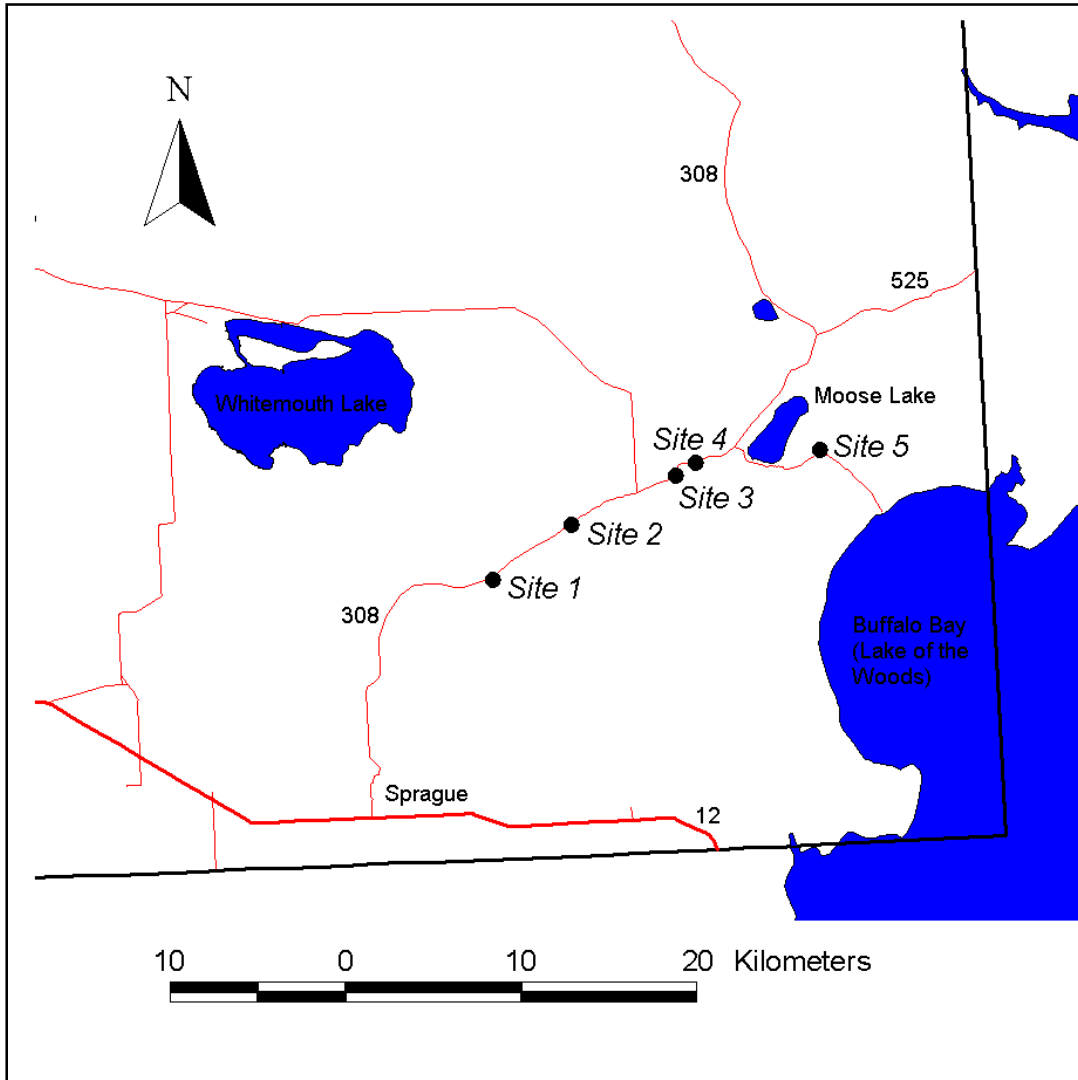 N
308
525
Whitemouth Lake
Moose Lake
Site 4
Site 5
Site 3
Site 2
Site 1
308
Buffalo Bay
(Lake of the
Woods)
Sprague
12
10 0 10 20 Kilometers